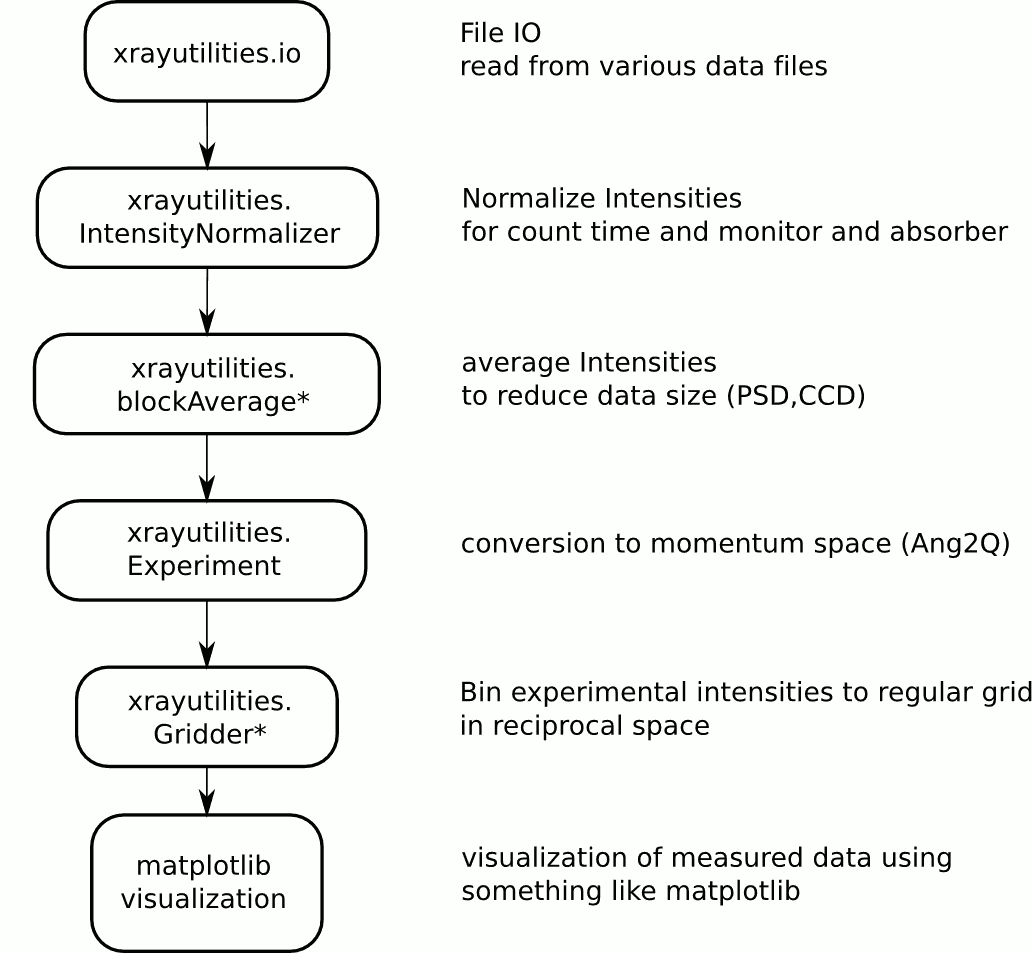 xrayutilities.io
File IO
read from various data files
xrayutilities.
IntensityNormalizer
Normalize Intensities
for count time and monitor and absorber
xrayutilities.
blockAverage*
average Intensities
to reduce data size (PSD,CCD)
xrayutilities.
Experiment
conversion to momentum space (Ang2Q)
xrayutilities.
Gridder*
Bin experimental intensities to regular grid
in reciprocal space
matplotlib
visualization
visualization of measured data using
something like matplotlib